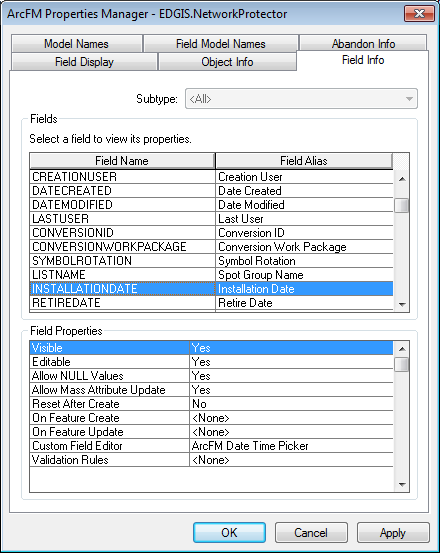 ArcFM Properties Manager - EDGIS.NetworkProtector
Model Names Field Model Names Abandon Info
Field Display Object Info Field Info
Subtype: <All>
Fields
Select a field to view its properties.
Field Name Field Alias
CREATIONUSER Creation User
DATECREATED Date Created
DATEMODIFIED Date Modified
LASTUSER Last User
CONVERSIONID Conversion ID
CONVERSIONWORKPACKAGE Conversion Work Package
SYMBOLROTATION Symbol Rotation
LISTNAME Spot Group Name
INSTALLATIONDATE Installation Date
RETIREDATE Retire Date
Field Properties
Visible Yes
Editable Yes
Allow NULL Values Yes
Allow Mass Attribute Update Yes
Reset After Create No
On Feature Create <None>
On Feature Update <None>
Custom Field Editor ArcFM Date Time Picker
Validation Rules <None>
OK Cancel Apply